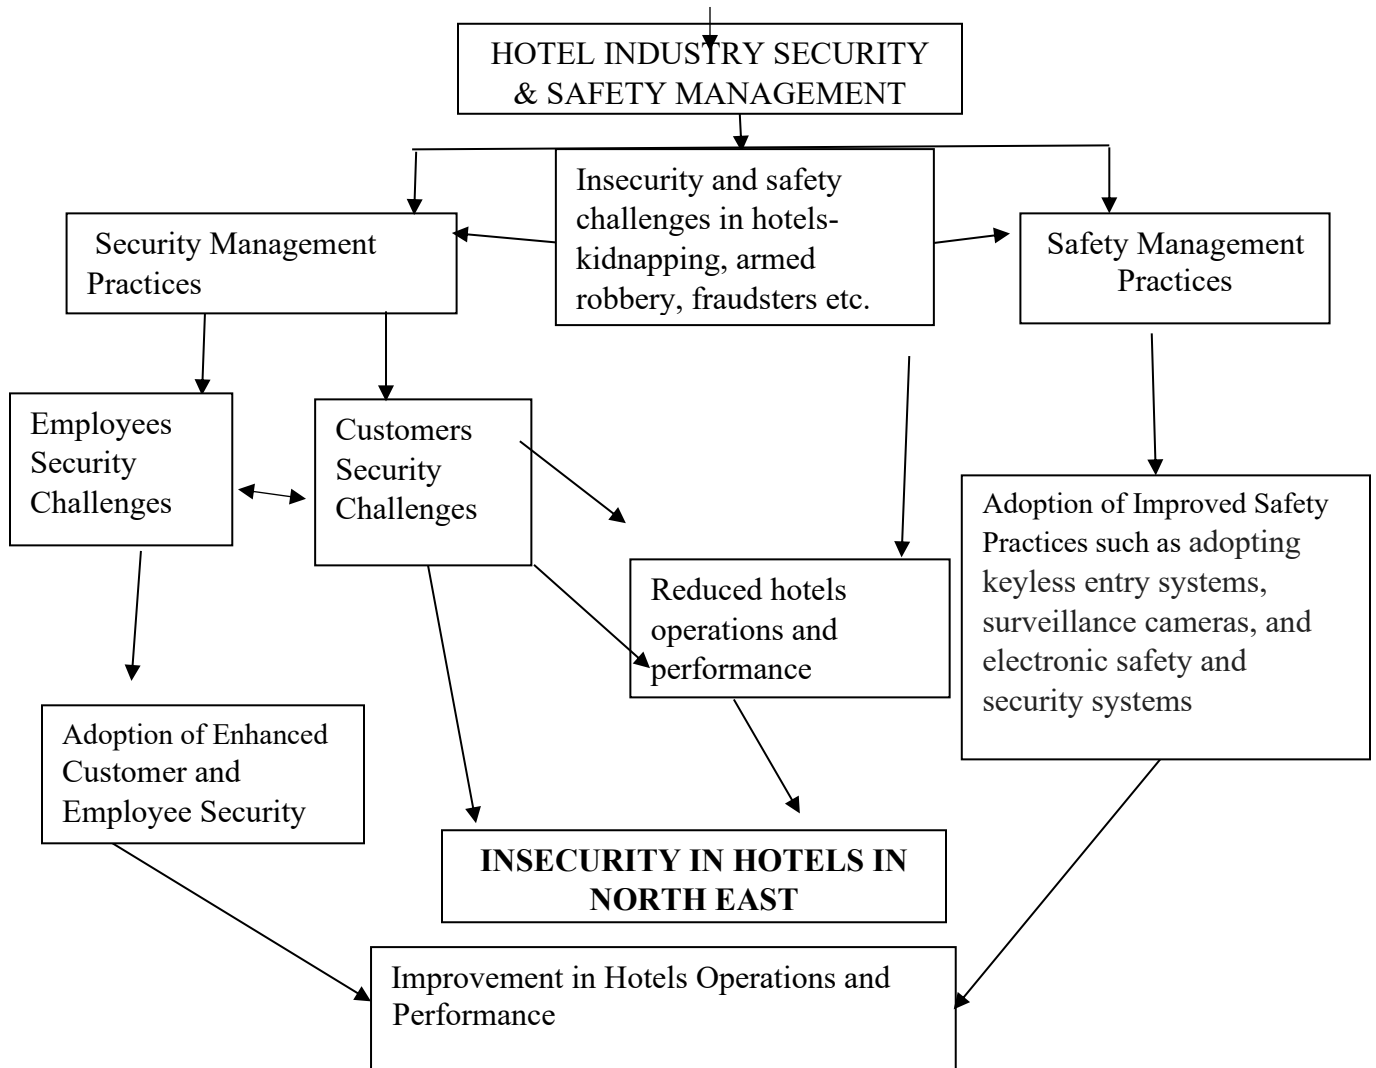 HOTEL INDUSTRY SECURITY
& SAFETY MANAGEMENT
Insecurity and safety
challenges in hotels-
kidnapping, armed
robbery, fraudsters etc.
Security Management
Practices
Safety Management
Practices
Employees
Security
Challenges
Customers
Security
Challenges
Reduced hotels
operations and
performance
Adoption of Improved Safety
Practices such as adopting
keyless entry systems,
surveillance cameras, and
electronic safety and
security systems
Adoption of Enhanced
Customer and
Employee Security
INSECURITY IN HOTELS IN
NORTH EAST
Improvement in Hotels Operations and
Performance